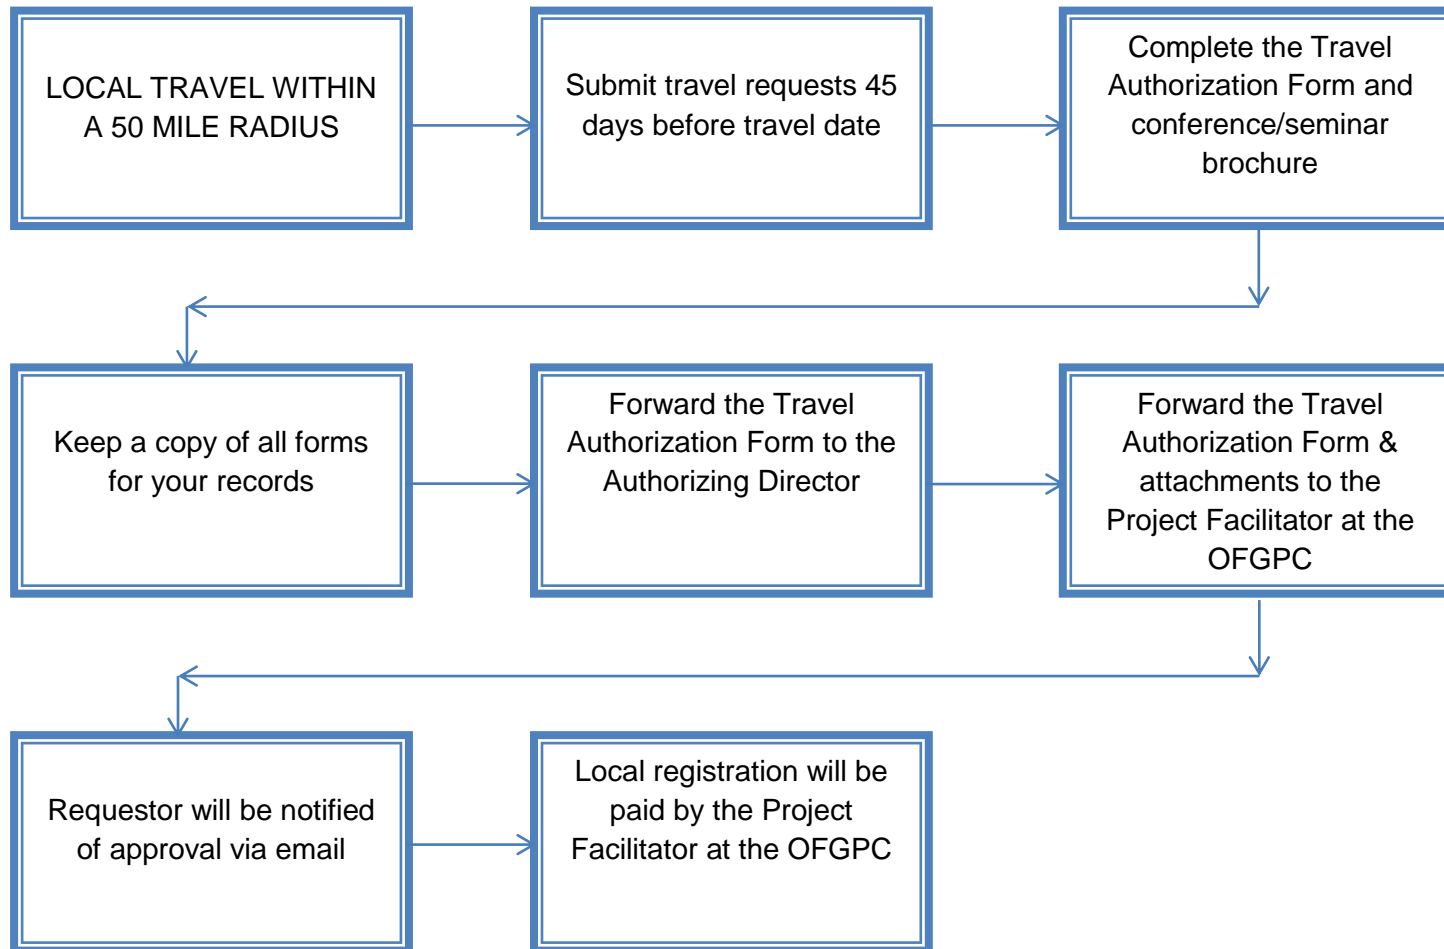 LOCAL TRAVEL WITHIN
A 50 MILE RADIUS
Submit travel requests 45
days before travel date
Complete the Travel
Authorization Form and
conference/seminar
brochure
Keep a copy of all forms
for your records
Forward the Travel
Authorization Form to the
Authorizing Director
Forward the Travel
Authorization Form &
attachments to the
Project Facilitator at the
OFGPC
Requestor will be notified
of approval via email
Local registration will be
paid by the Project
Facilitator at the OFGPC